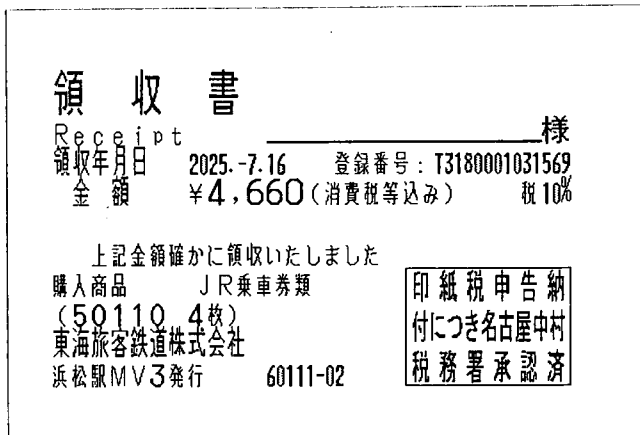 領収書
Receipt 様
領収年月日 2025.-7.16 登録番号:T3180001031569
金額 ¥4,660(消費税等込み) 税10%
上記金額確かに領収いたしました
購入商品 JR乗車券類
(50110 4枚)
東海旅客鉄道株式会社
浜松駅MV3発行 60111-02
印紙税申告納
付につき名古屋中村
税務署承認済